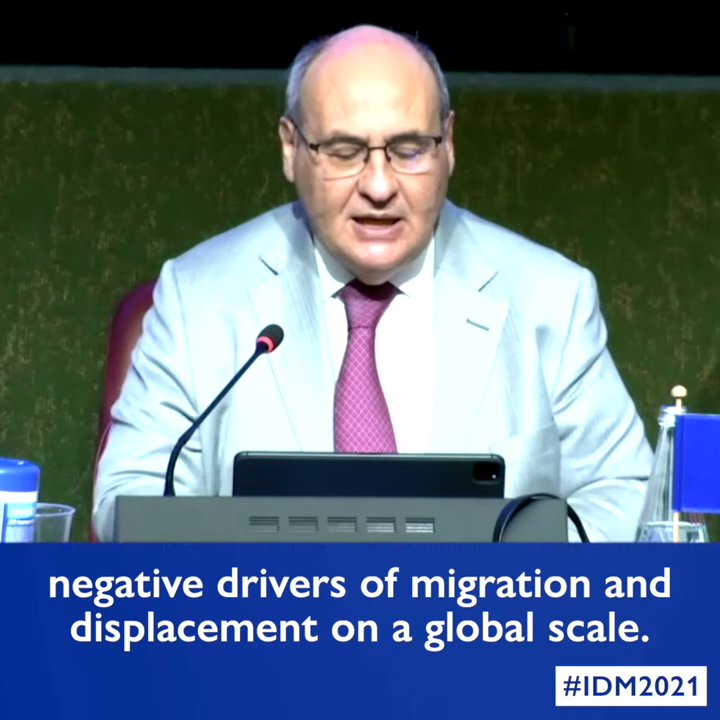 negative drivers of migration and
displacement on a global scale.
#IDM2021